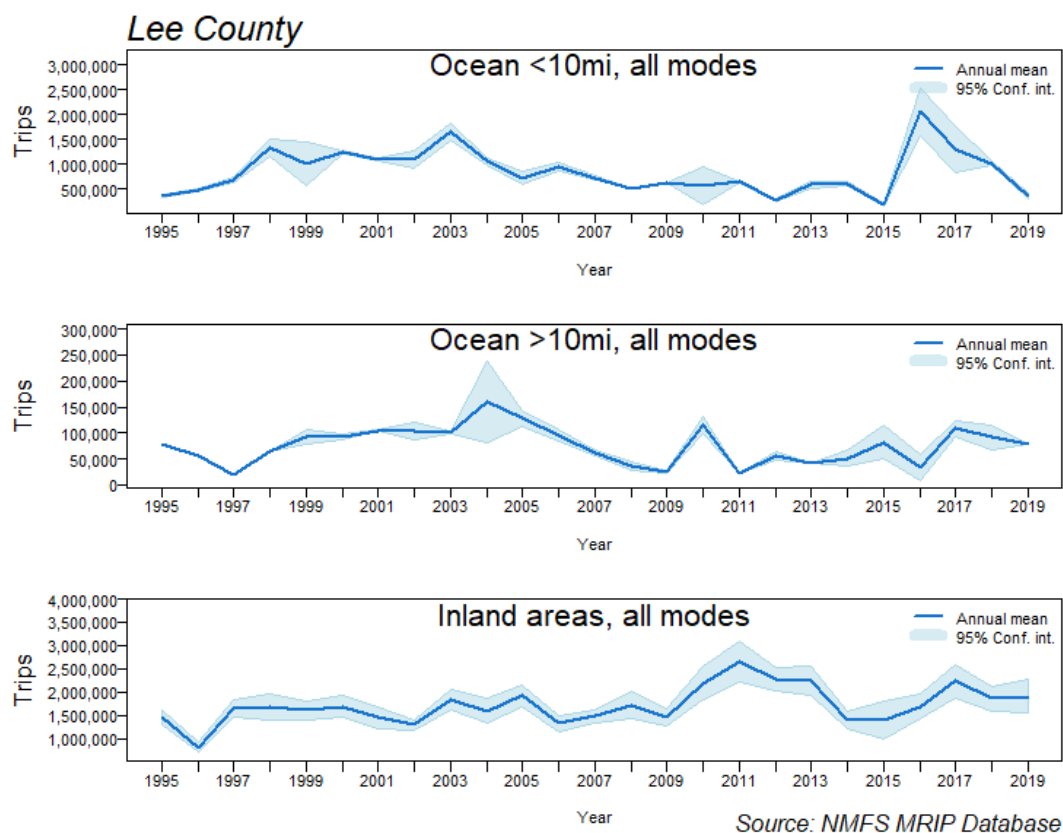 Lee County
Ocean <10mi, all modes
Annual mean
95% Conf. int.
Trips
3,000,000
2,500,000
2,000,000
1,500,000
1,000,000
500,000
1995 1997 1999 2001 2003 2005 2007 2009 2011 2013 2015 2017 2019
Year
Ocean >10mi, all modes
Annual mean
95% Conf. int.
Trips
300,000
250,000
200,000
150,000
100,000
50,000
0
1995 1997 1999 2001 2003 2005 2007 2009 2011 2013 2015 2017 2019
Year
Inland areas, all modes
Annual mean
95% Conf. int.
Trips
4,000,000
3,500,000
3,000,000
2,500,000
2,000,000
1,500,000
1,000,000
1995 1997 1999 2001 2003 2005 2007 2009 2011 2013 2015 2017 2019
Year
Source: NMFS MRIP Database